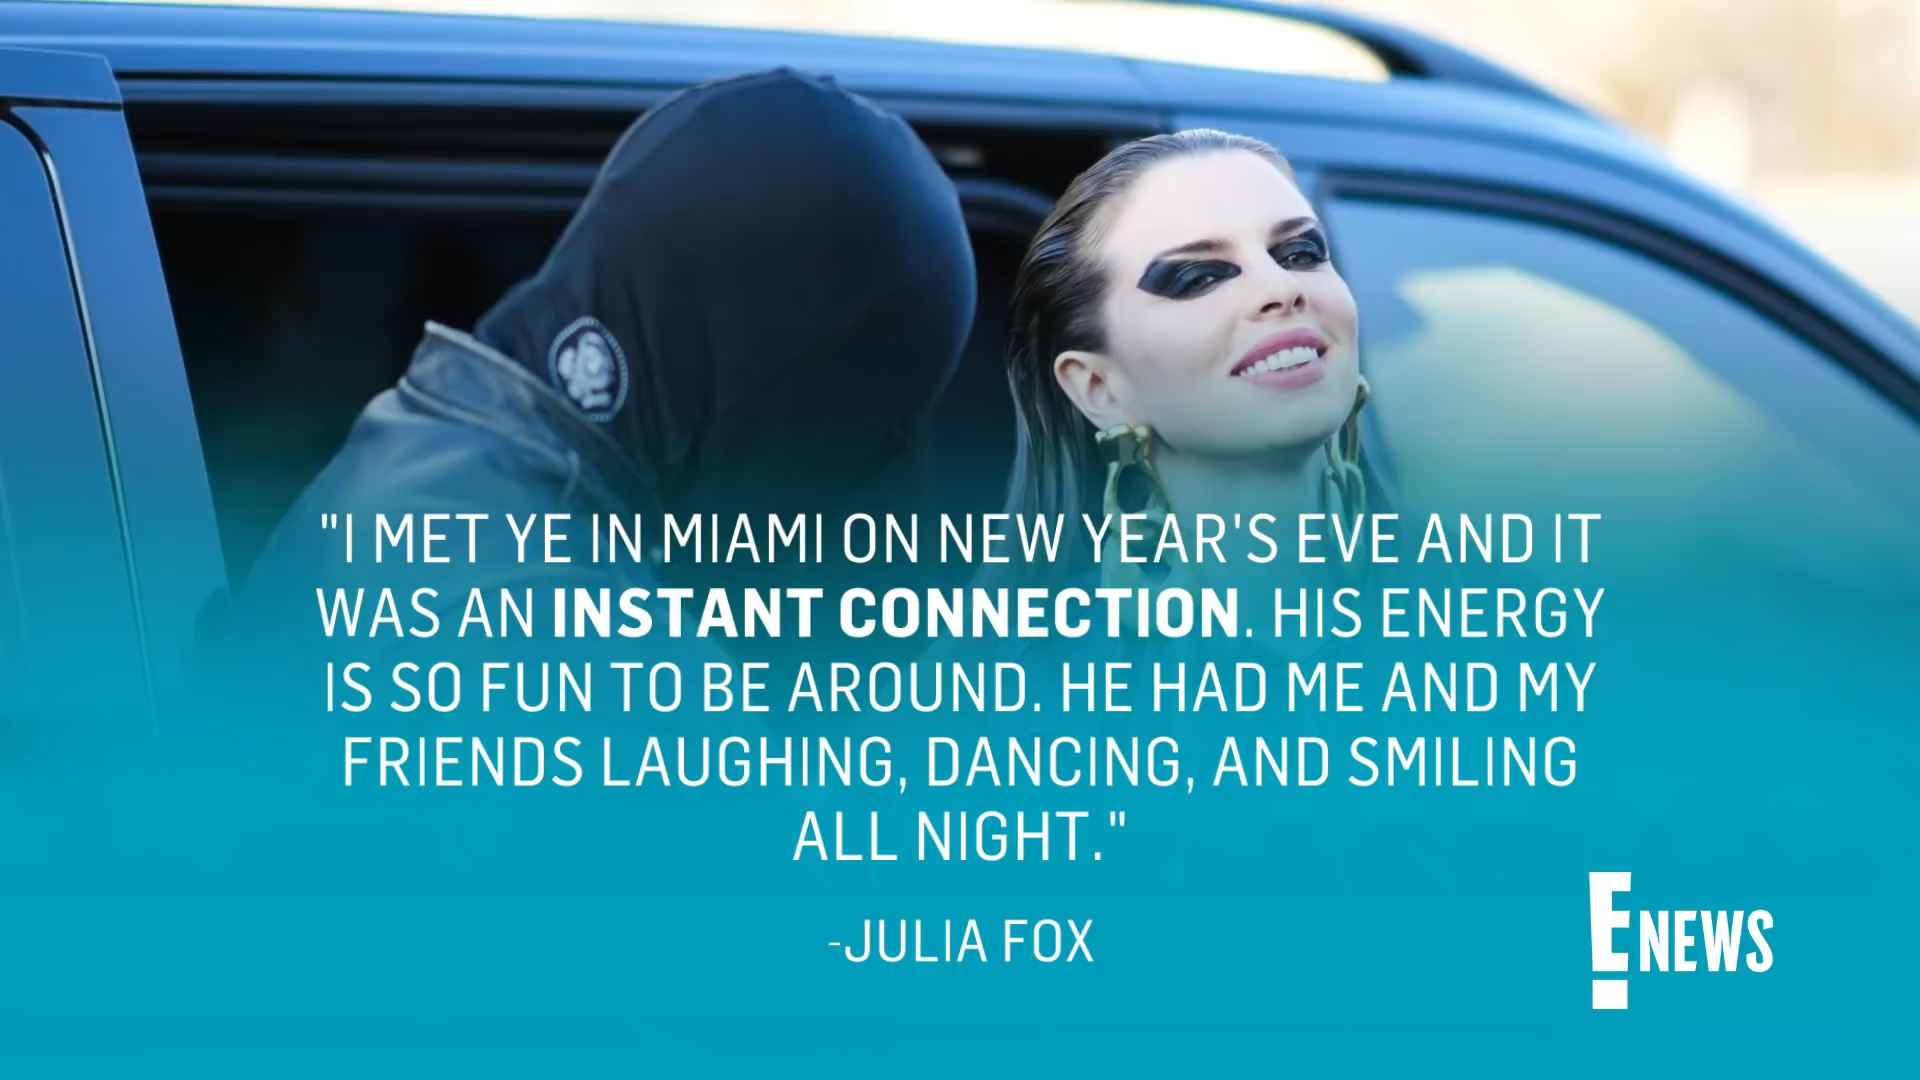 "I MET YE IN MIAMI ON NEW YEAR'S EVE AND IT
WAS AN INSTANT CONNECTION. HIS ENERGY
IS SO FUN TO BE AROUND. HE HAD ME AND MY
FRIENDS LAUGHING, DANCING, AND SMILING
ALL NIGHT."
-JULIA FOX
E! NEWS